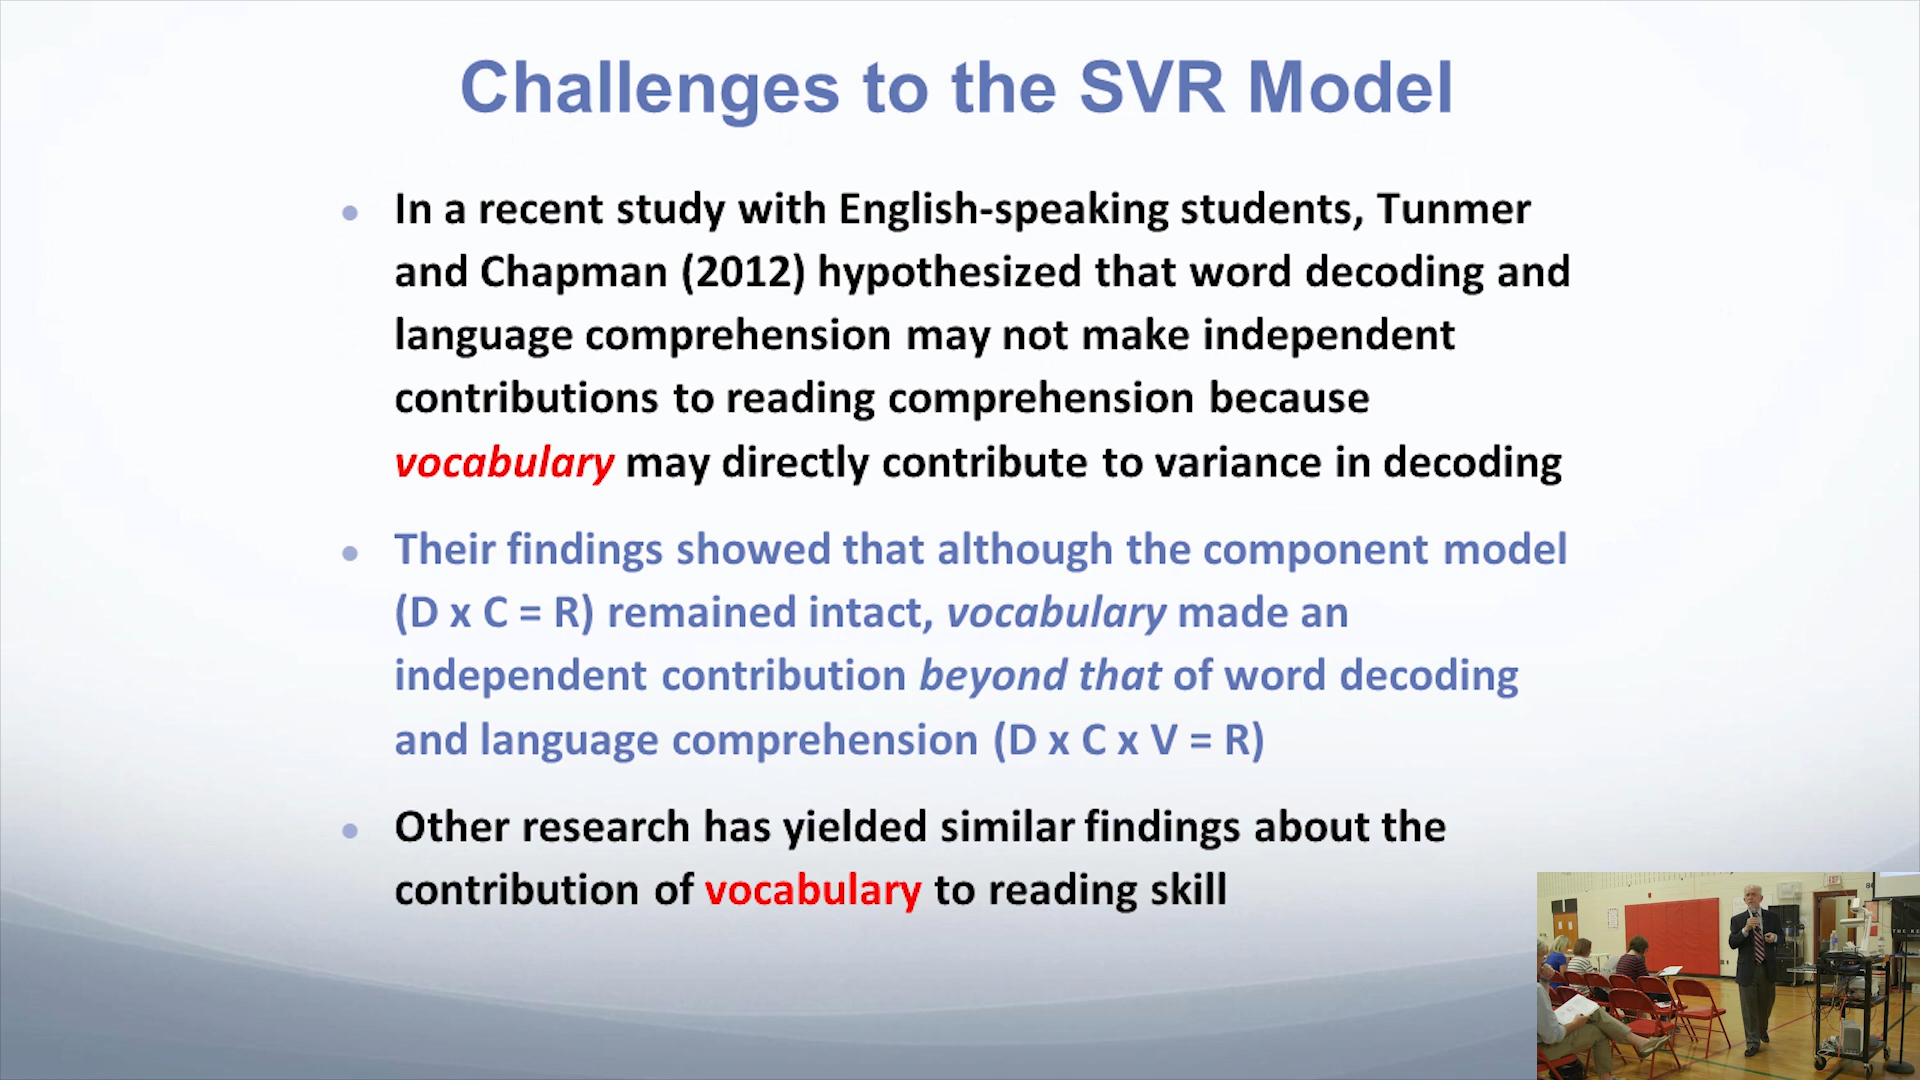 Challenges to the SVR Model
In a recent study with English-speaking students, Tunmer
and Chapman (2012) hypothesized that word decoding and
language comprehension may not make independent
contributions to reading comprehension because
vocabulary may directly contribute to variance in decoding
Their findings showed that although the component model
(D x C = R) remained intact, vocabulary made an
independent contribution beyond that of word decoding
and language comprehension (D x C x V = R)
Other research has yielded similar findings about the
contribution of vocabulary to reading skill
EXIT